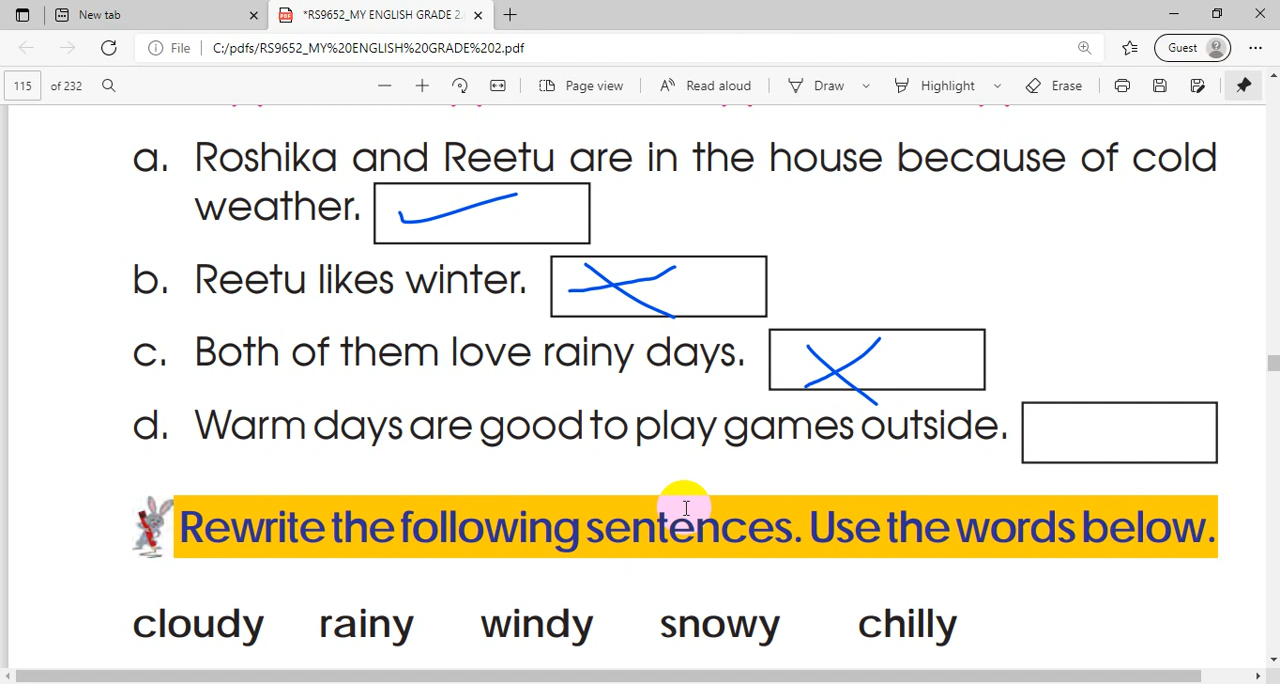 New tab
*RS9652_MY ENGLISH GRADE 2.
File C:/pdfs/RS9652_MY%20ENGLISH%20GRADE%202.pdf
Guest
115 of 232
Page view
Read aloud
Draw
Highlight
Erase
a. Roshika and Reetu are in the house because of cold
weather.
b. Reetu likes winter.
c. Both of them love rainy days.
d. Warm days are good to play games outside.
Rewrite the following sentences. Use the words below.
cloudy rainy windy snowy chilly